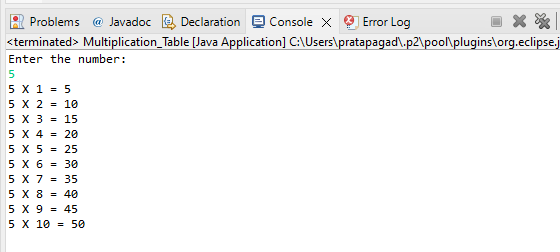 Problems @ Javadoc Declaration Console Error Log
<terminated> Multiplication_Table [Java Application] C:\Users\pratapagad\.p2\pool\plugins\org.eclipse.j
Enter the number:
5
5 X 1 = 5
5 X 2 = 10
5 X 3 = 15
5 X 4 = 20
5 X 5 = 25
5 X 6 = 30
5 X 7 = 35
5 X 8 = 40
5 X 9 = 45
5 X 10 = 50